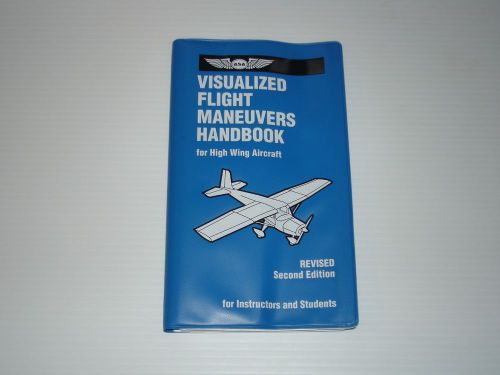 ASA
VISUALIZED
FLIGHT
MANEUVERS
HANDBOOK
for High Wing Aircraft
REVISED
Second Edition
for Instructors and Students